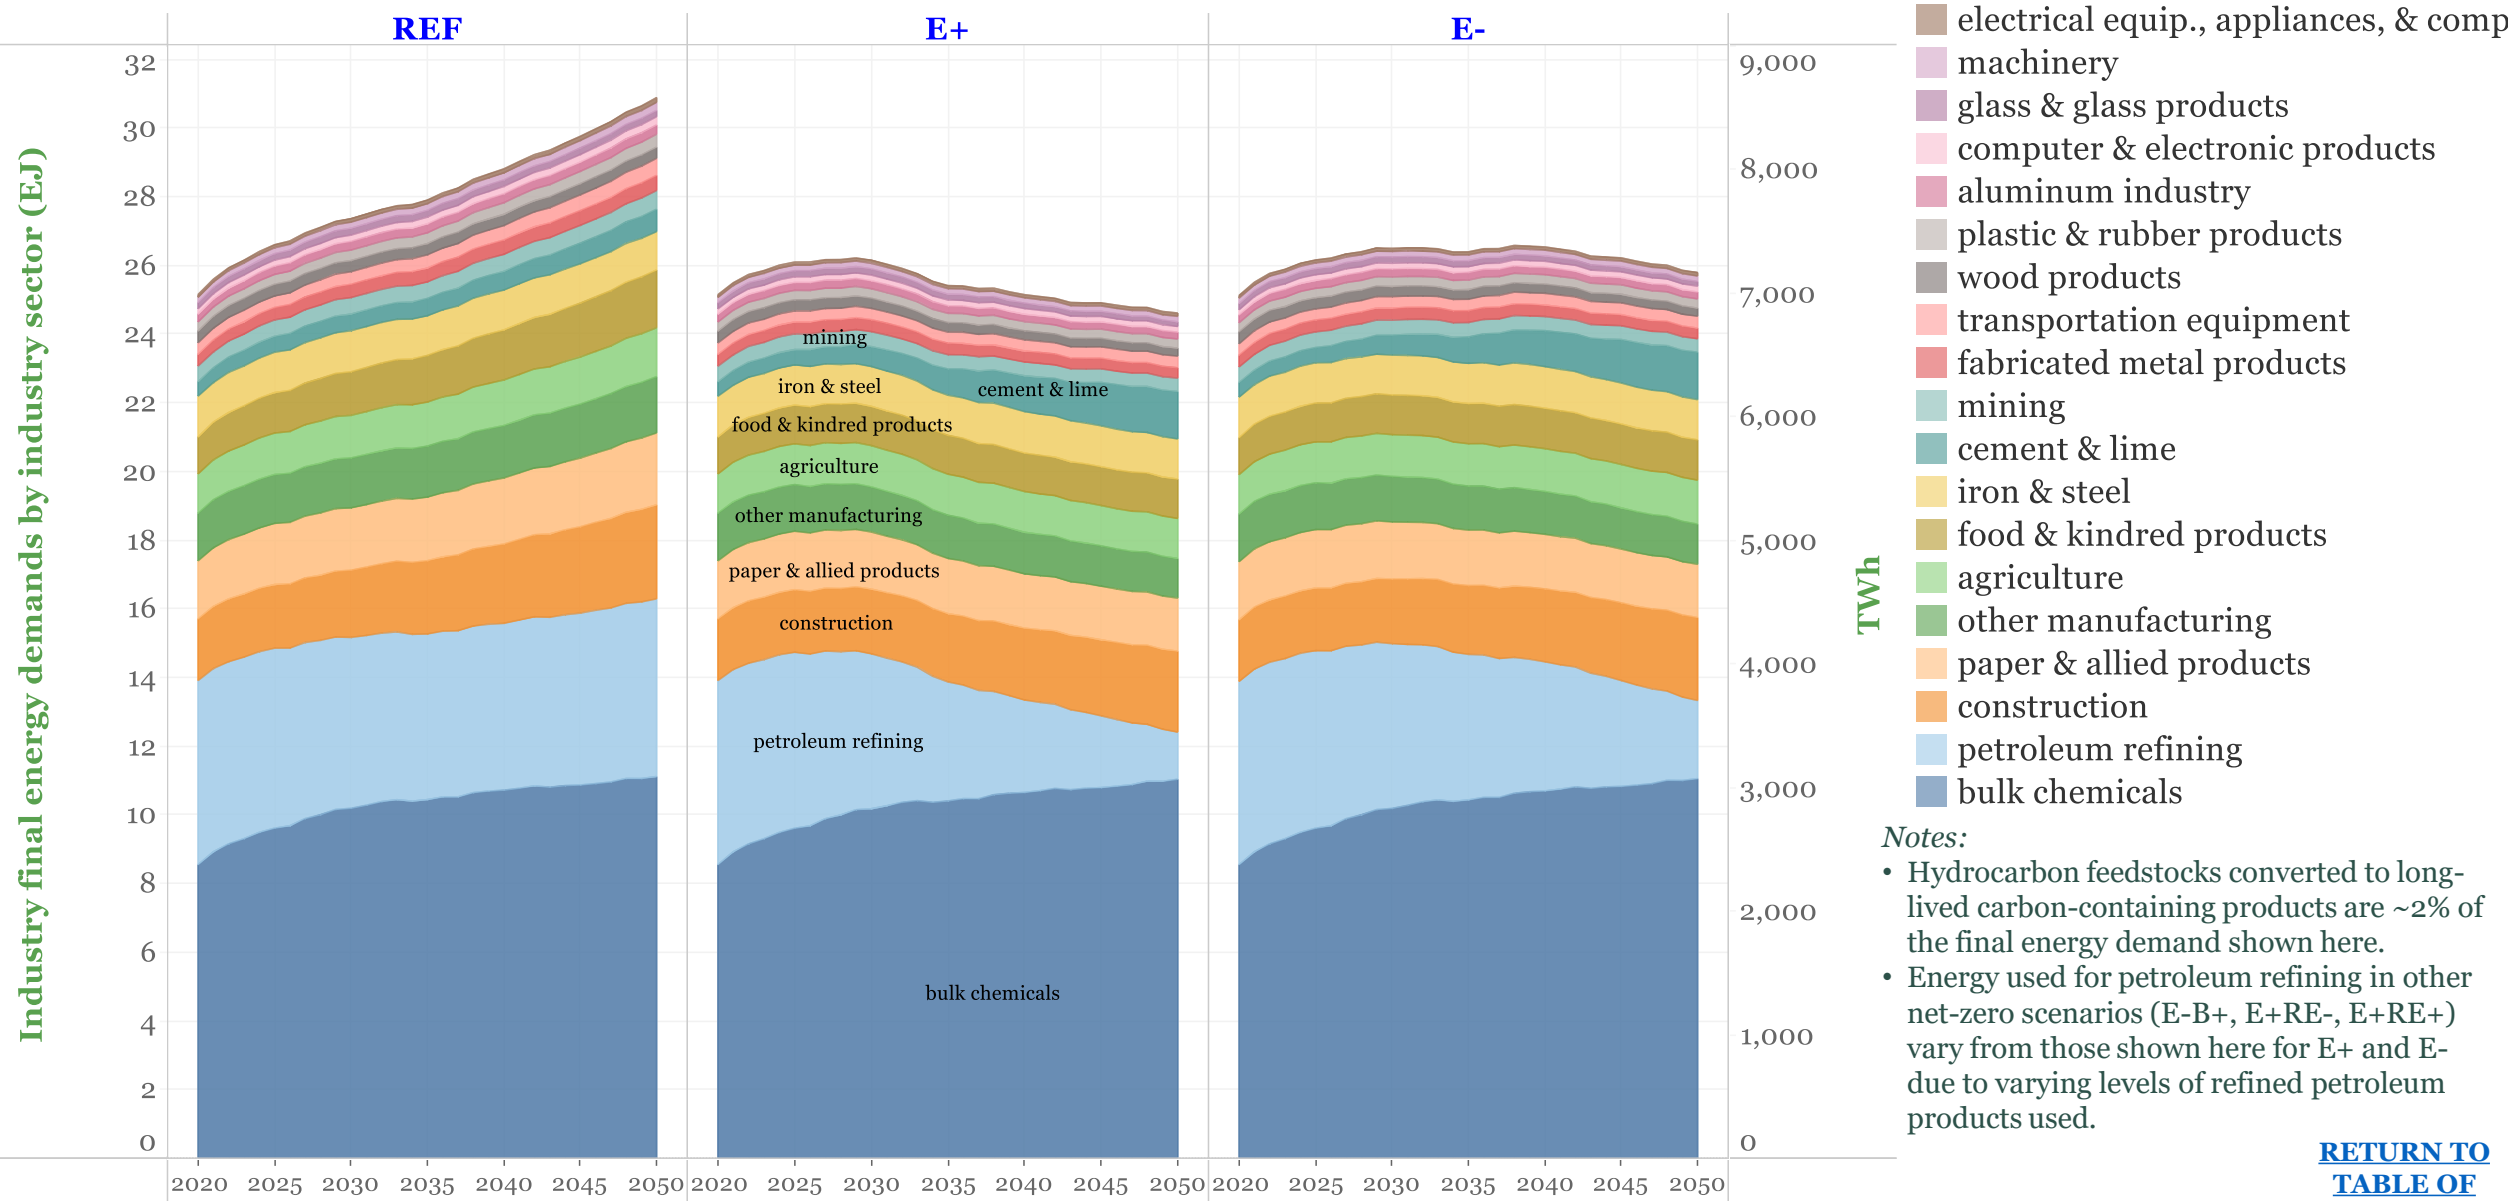 REF
E+
E-
Industry final energy demands by industry sector (EJ)
32
30
28
26
24
22
20
18
16
14
12
10
8
6
4
2
0
mining
iron & steel
cement & lime
food & kindred products
agriculture
other manufacturing
paper & allied products
construction
petroleum refining
bulk chemicals
9,000
8,000
7,000
6,000
5,000
4,000
3,000
2,000
1,000
0
TWh
2020 2025 2030 2035 2040 2045 2050
2020 2025 2030 2035 2040 2045 2050
2020 2025 2030 2035 2040 2045 2050
electrical equip., appliances, & comp
machinery
glass & glass products
computer & electronic products
aluminum industry
plastic & rubber products
wood products
transportation equipment
fabricated metal products
mining
cement & lime
iron & steel
food & kindred products
agriculture
other manufacturing
paper & allied products
construction
petroleum refining
bulk chemicals
Notes:
• Hydrocarbon feedstocks converted to long-
lived carbon-containing products are ~2% of
the final energy demand shown here.
• Energy used for petroleum refining in other
net-zero scenarios (E-B+, E+RE-, E+RE+)
vary from those shown here for E+ and E-
due to varying levels of refined petroleum
products used.
RETURN TO
TABLE OF